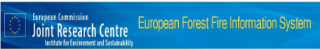 European Commission
Joint Research Centre
Institute for Environment and Sustainability
European Forest Fire Information System